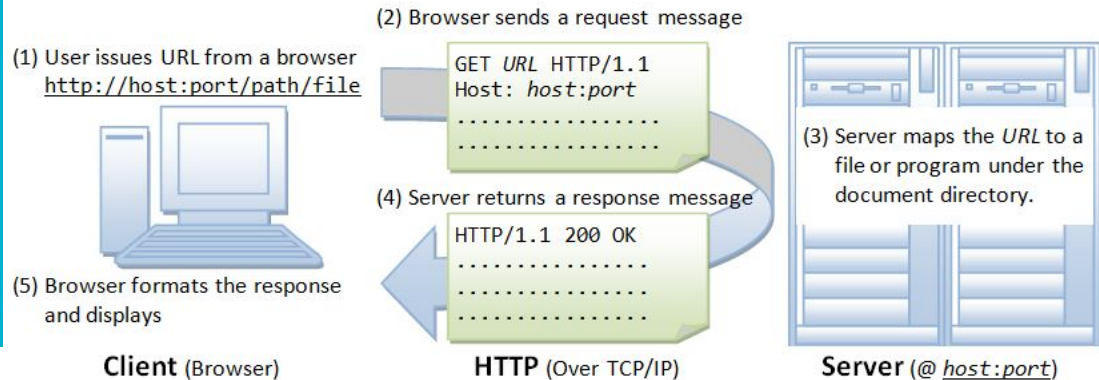 (2) Browser sends a request message
(1) User issues URL from a browser
http://host:port/path/file
GET URL HTTP/1.1
Host: host:port
..................
..................
(3) Server maps the URL to a
file or program under the
document directory.
(4) Server returns a response message
HTTP/1.1 200 OK
................
................
................
(5) Browser formats the response
and displays
Client (Browser)
HTTP (Over TCP/IP)
Server (@ host:port)